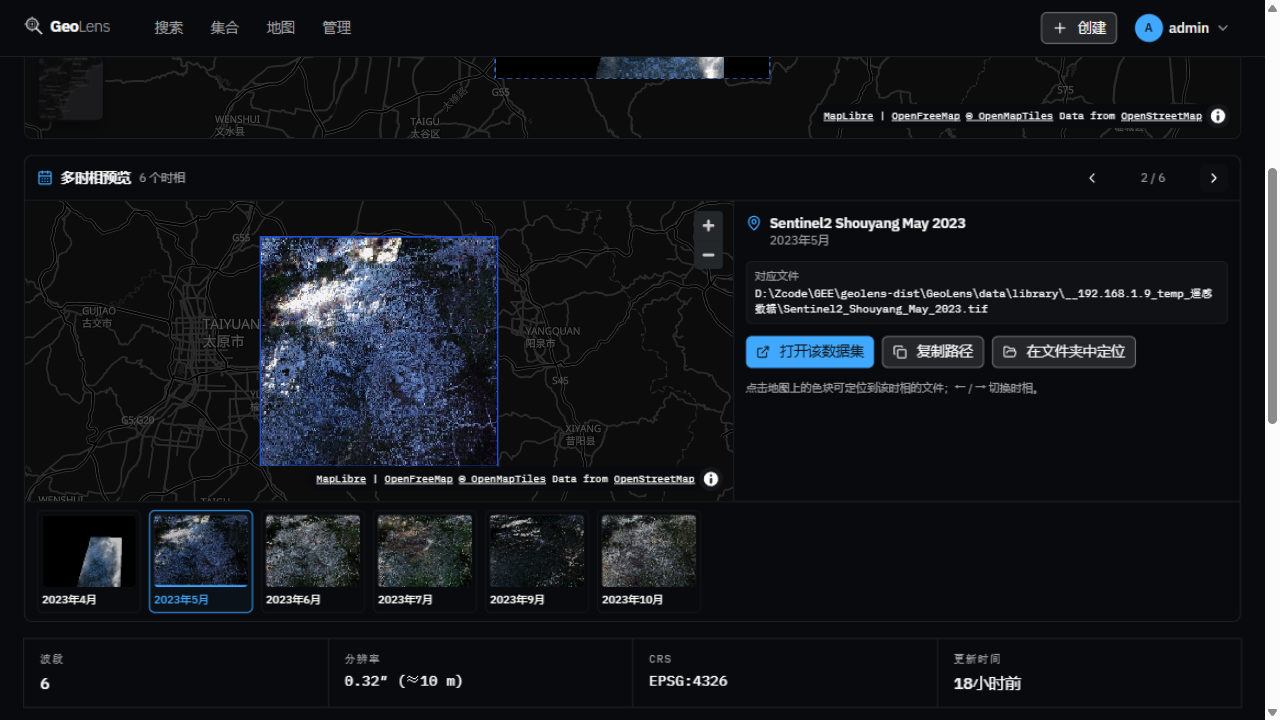 GeoLens
搜索
集合
地图
管理
+ 创建
A
admin
G55
太榆路
WENSHUI
文水县
TAIGU
太谷区
S75
MapLibre | OpenFreeMap © OpenMapTiles Data from OpenStreetMap
多时相预览
6 个时相
2 / 6
G55
GUJIAO
古交市
TAIYUAN
太原市
G5;G20
YANGQUAN
阳泉市
S45
XIYANG
昔阳县
WENSHUI
TAIGU
+
−
MapLibre | OpenFreeMap © OpenMapTiles Data from OpenStreetMap
Sentinel2 Shouyang May 2023
2023年5月
对应文件
D:\Zcode\GEE\geolens-dist\GeoLens\data\library\__192.168.1.9_temp_遥感
数据\Sentinel2_Shouyang_May_2023.tif
打开该数据集
复制路径
在文件夹中定位
点击地图上的色块可定位到该时相的文件；← / → 切换时相。
2023年4月
2023年5月
2023年6月
2023年7月
2023年9月
2023年10月
波段
6
分辨率
0.32″ (≈10 m)
CRS
EPSG:4326
更新时间
18小时前